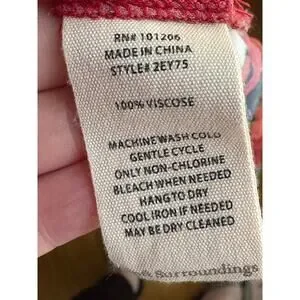 RN# 101206
MADE IN CHINA
STYLE# 2EY75
100% VISCOSE
MACHINE WASH COLD
GENTLE CYCLE
ONLY NON-CHLORINE
BLEACH WHEN NEEDED
HANG TO DRY
COOL IRON IF NEEDED
MAY BE DRY CLEANED
& Surroundings